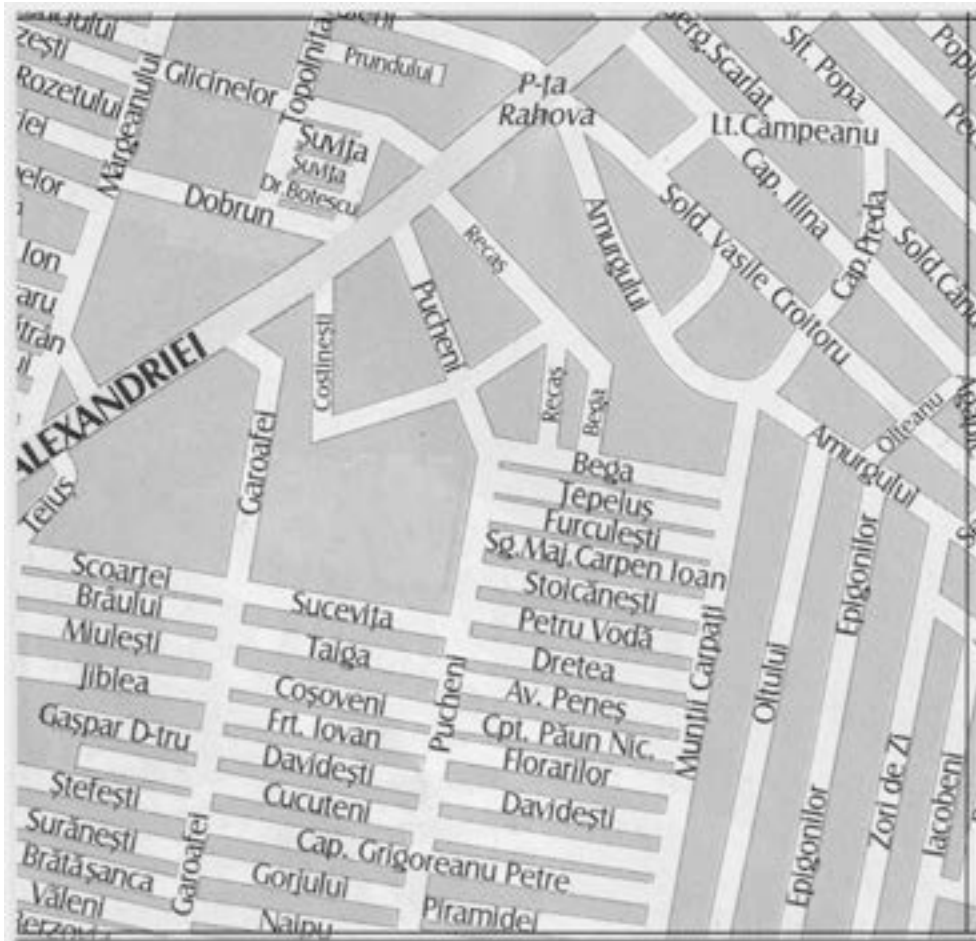 Prundului
Popa
Slt. Popa
Serg.Scarlat
Glicinelor
Topolnița
Mărgeanului
Rozetului
P-ța
Rahova
Lt.Câmpeanu
Suvița
Suvița
Dr.Botescu
Dobrun
Cap. Ilina
Cap.Preda
Sold. Vasile Croitoru
Amurgului
Recaș
Pucheni
Costinești
Ion
ALEXANDRIEI
Recaș
Bega
Olteanu
Amurgului
Garoafei
Teiuș
Bega
Țepeluș
Furculești
Sg.Maj.Carpen Ioan
Stoicănești
Petru Vodă
Dretea
Av. Peneș
Cpt. Păun Nic.
Florarilor
Davidești
Scoarței
Brâului
Miulești
Jiblea
Gașpar D-tru
Ștefești
Surănești
Brătășanca
Văleni
Sucevița
Taiga
Coșoveni
Frt. Iovan
Davidești
Cucuteni
Cap. Grigoreanu Petre
Gorjului
Naipu
Piramidei
Garoafei
Pucheni
Munții Carpați
Oltului
Epigonilor
Epigonilor
Zori de Zi
Iacobeni